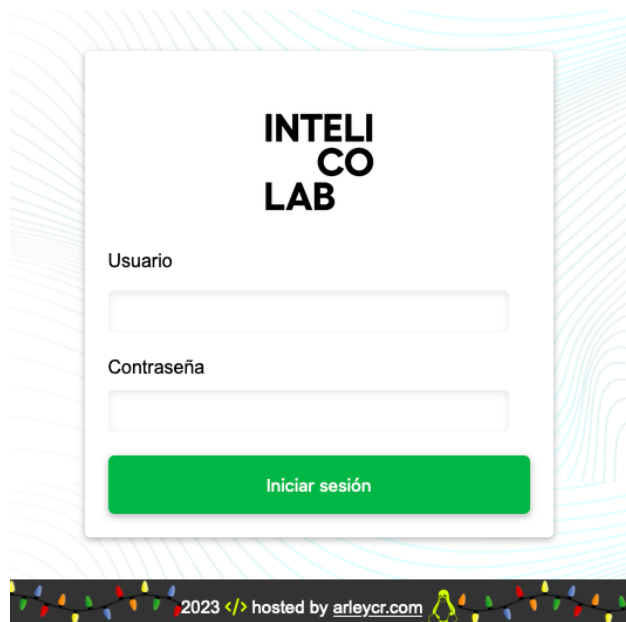 INTELI
CO
LAB
Usuario
Contraseña
Iniciar sesión
2023 </> hosted by arleycr.com